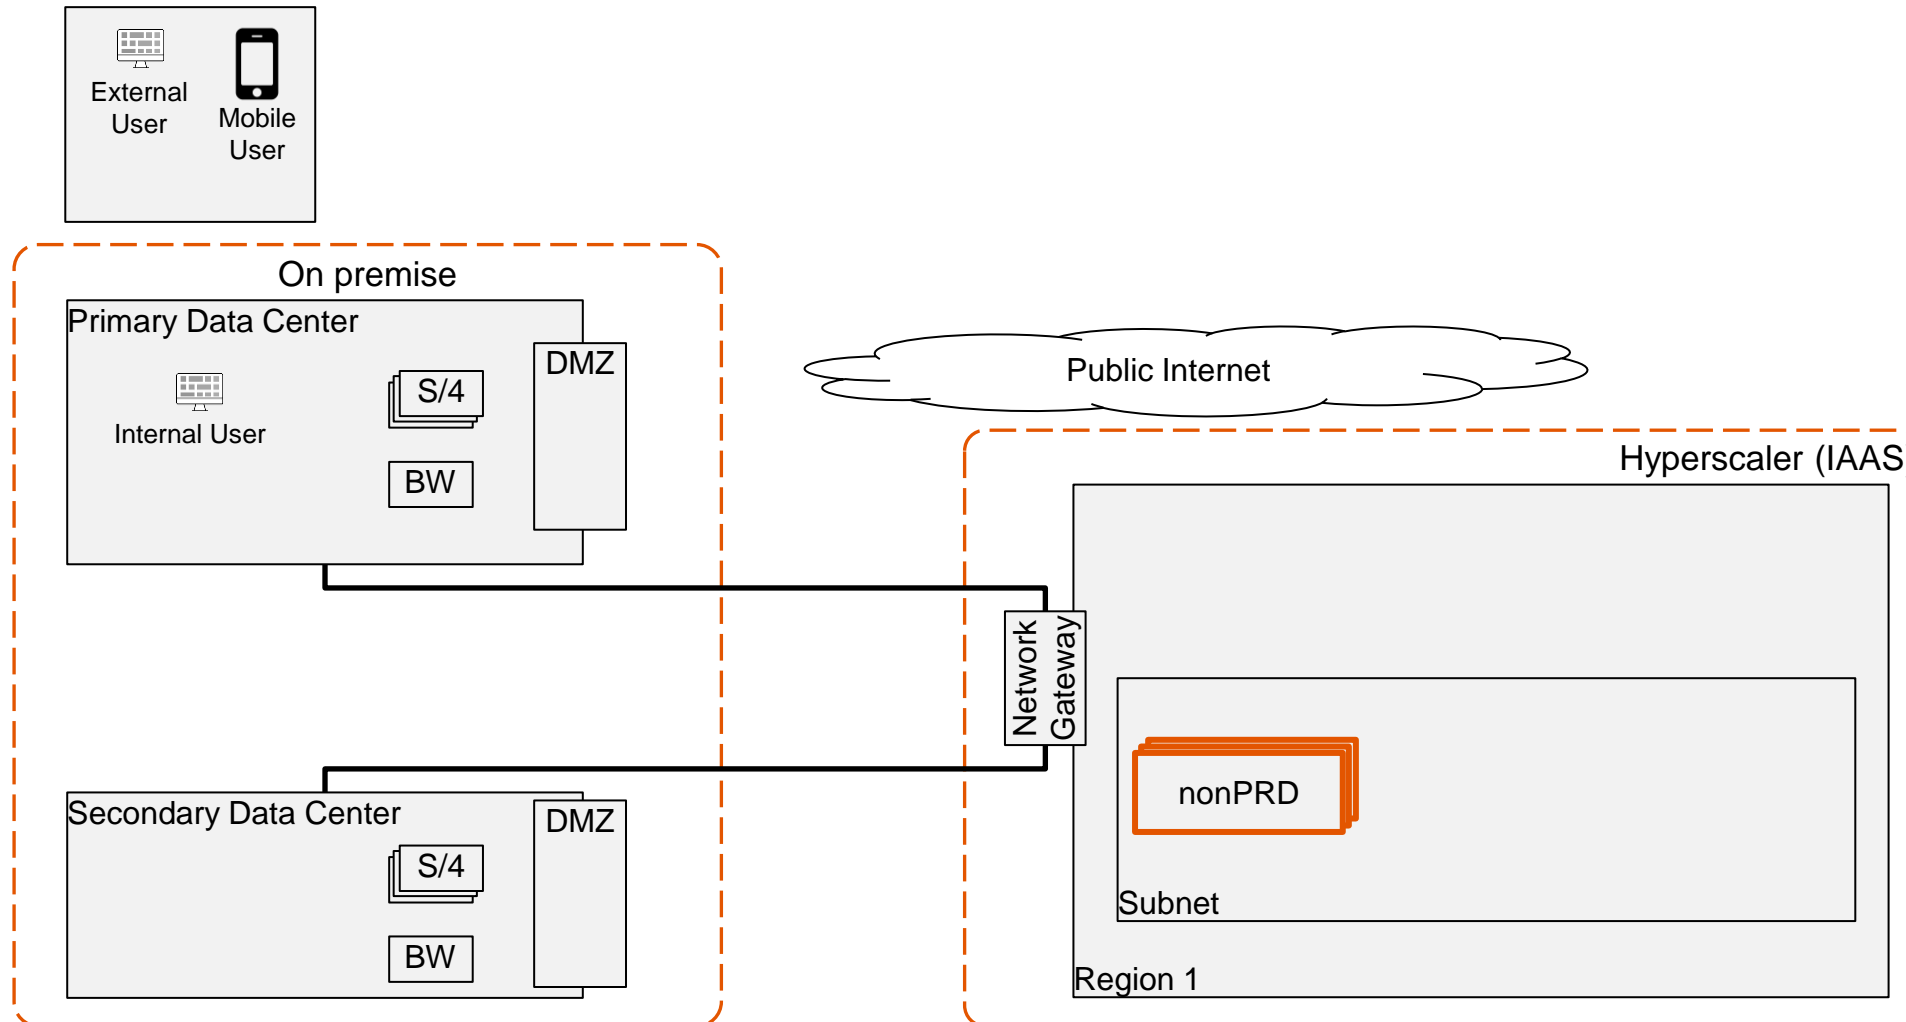 External
User
Mobile
User
On premise
Primary Data Center
DMZ
S/4
Internal User
BW
Public Internet
Hyperscaler (IAAS
Network
Gateway
nonPRD
Subnet
Region 1
Secondary Data Center
DMZ
S/4
BW